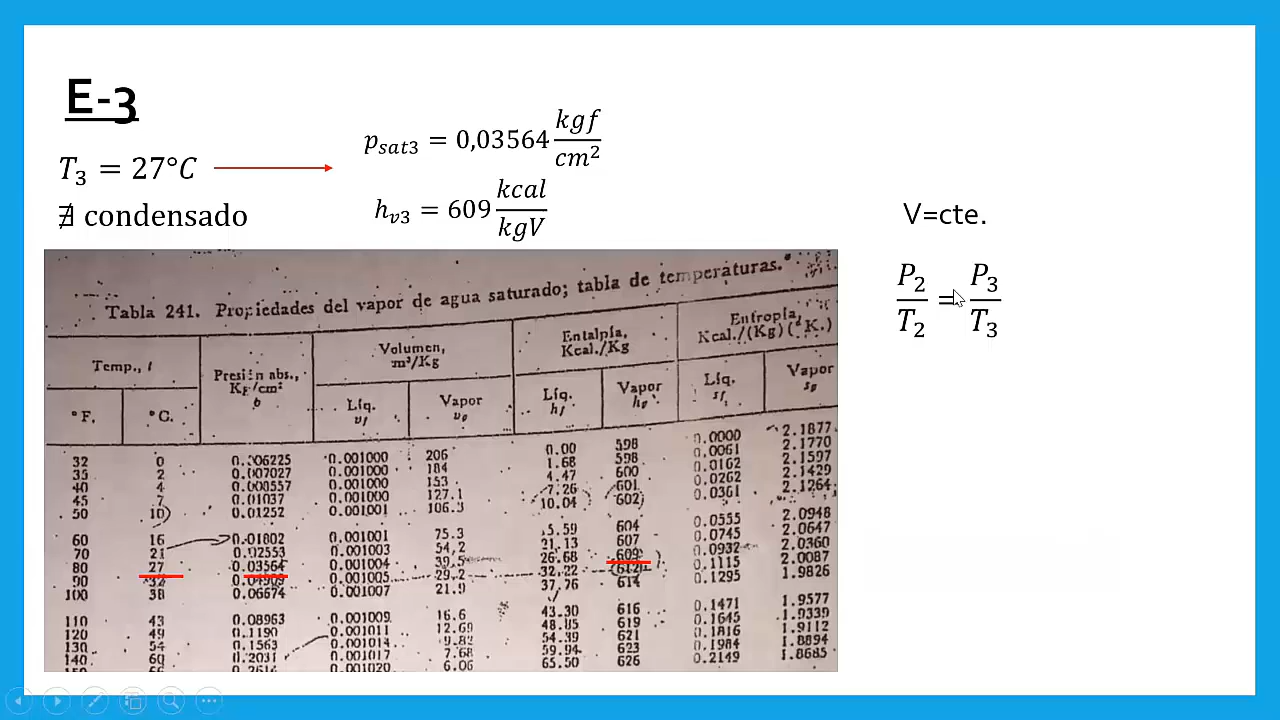 E-3
T₃ = 27°C
∄ condensado
p_sat3 = 0,03564 kgf/cm²
h_v3 = 609 kcal/kgV
V=cte.
P₂/T₂ = P₃/T₃
Tabla 241. Propiedades del vapor de agua saturado; tabla de temperaturas.
Temp., t
Presión abs., Kg/cm²
Volumen, m³/Kg
Entalpía, Kcal./Kg
Entropía, Kcal./(Kg)(°K.)
°F. °C. Líq. Vapor Líq. Vapor Líq. Vapor
32 0 0.006225 0.001000 206 0.00 598 0.0000 2.1877
35 2 0.007027 0.001000 184 1.68 598 0.0061 2.1770
40 4 0.001000 153 4.47 600 0.0162 2.1597
45 7 0.01037 0.001000 127.1 7.26 601 0.0262 2.1429
50 10 0.01252 0.001001 106.3 10.04 602 0.0361 2.1264
60 16 0.01802 0.001001 75.3 15.59 604 0.0555 2.0948
70 21 0.02553 0.001003 54.2 21.13 607 0.0745 2.0647
80 27 0.03564 0.001004 39.5 26.68 609 0.0932 2.0360
90 32 0.001005 29.2 32.22 612 0.1115 2.0087
100 38 0.06674 0.001007 21.9 37.76 614 0.1295 1.9826
110 43 0.08963 0.001009 16.6 43.30 616 0.1471 1.9577
120 49 0.1190 0.001011 12.69 48.85 619 0.1645 1.9339
130 54 0.1563 0.001014 9.82 54.39 621 0.1816 1.9112
140 60 0.2031 0.001017 7.68 59.94 623 0.1984 1.8894
0.001020 6.06 65.50 626 0.2149 1.8685